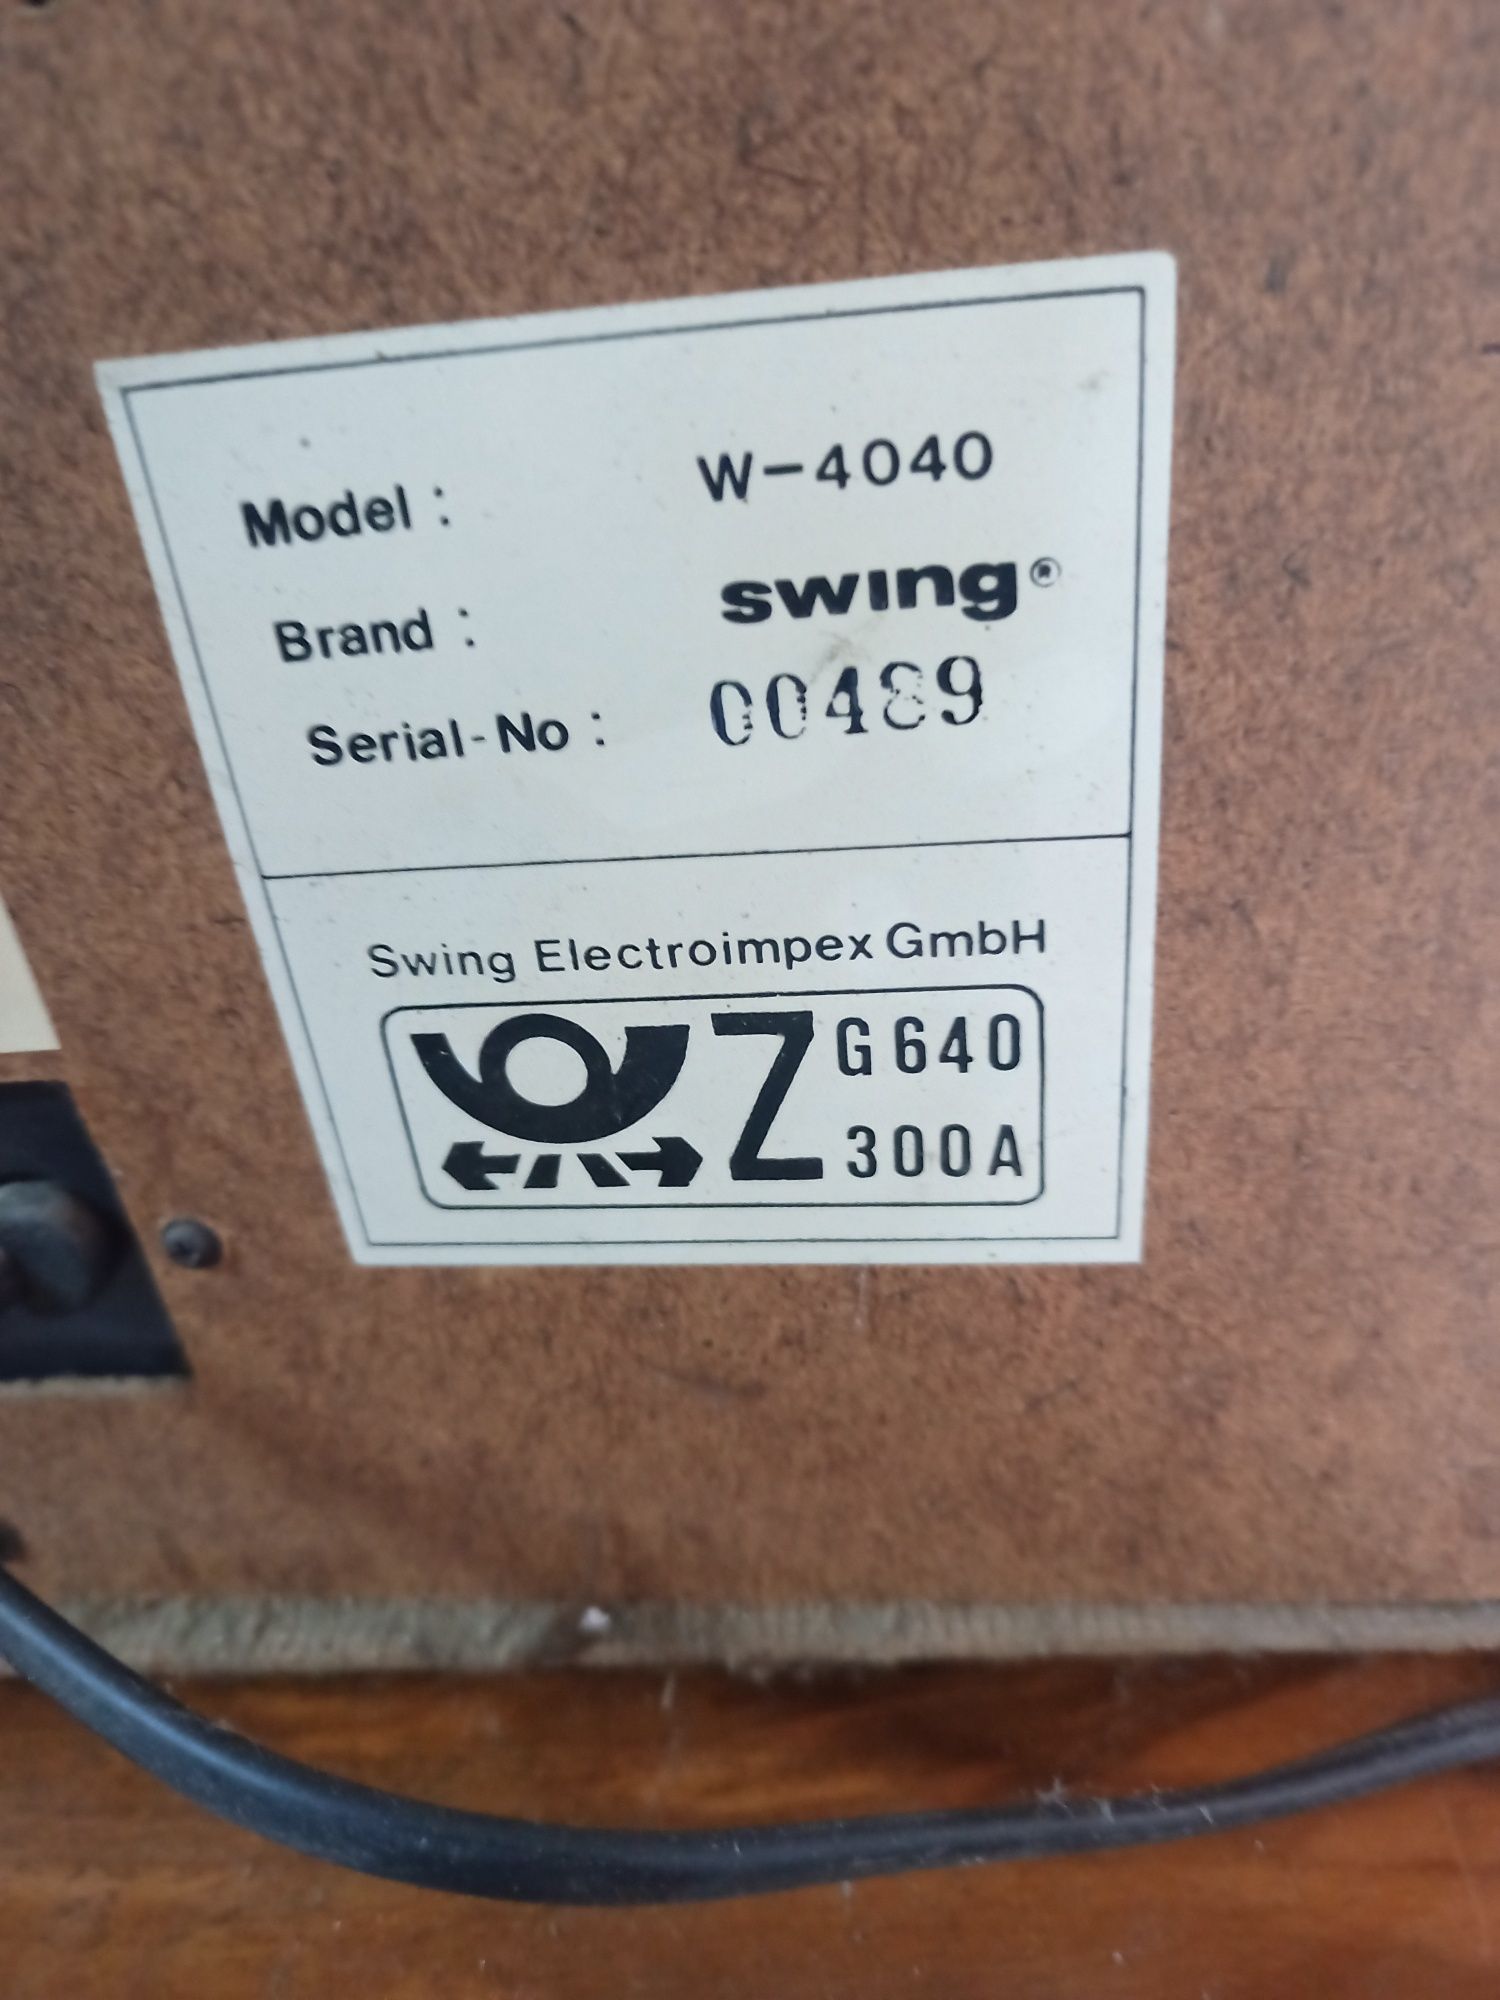 Model : W-4040
Brand : swing®
Serial-No : 00489
Swing Electroimpex GmbH
Z G640
300A